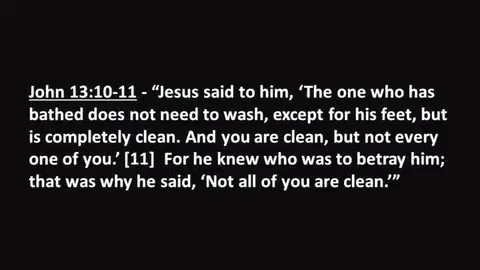 John 13:10-11 - “Jesus said to him, ‘The one who has
bathed does not need to wash, except for his feet, but
is completely clean. And you are clean, but not every
one of you.’ [11]  For he knew who was to betray him;
that was why he said, ‘Not all of you are clean.’”